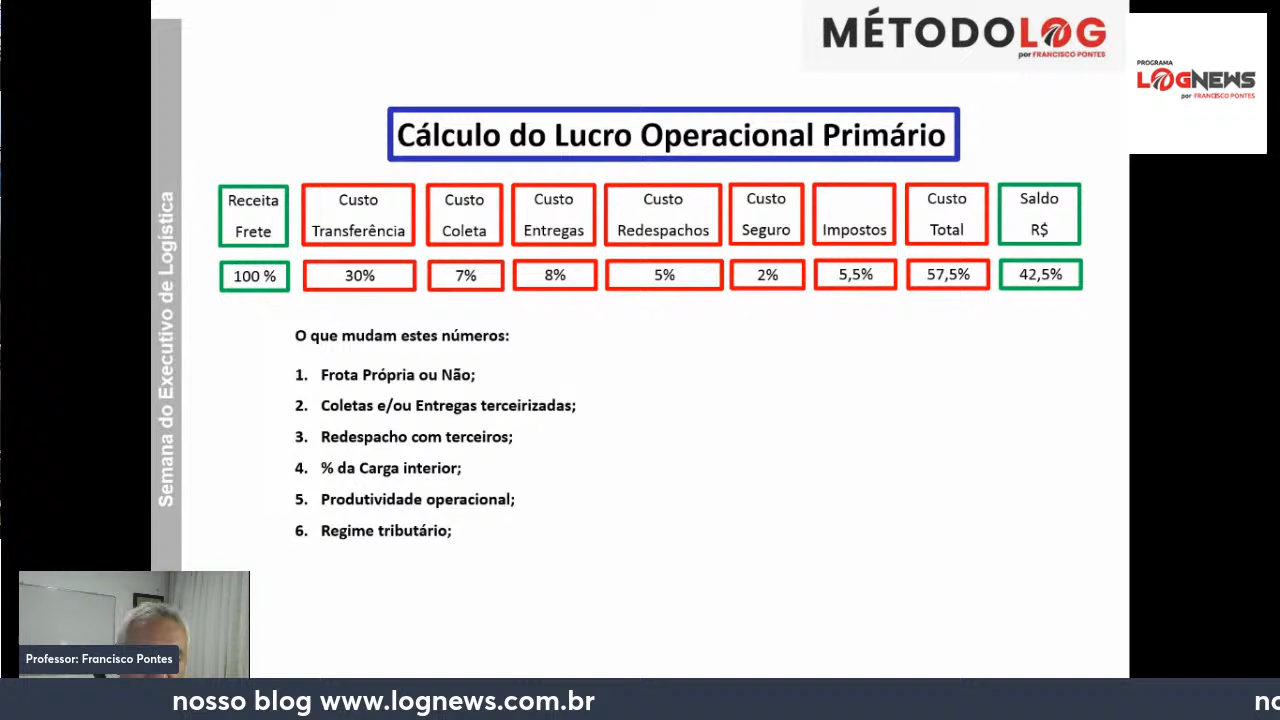 MÉTODOLOG
por FRANCISCO PONTES
PROGRAMA
LOGNEWS
por FRANCISCO PONTES
Semana do Executivo de Logística
Cálculo do Lucro Operacional Primário
Receita Frete
Custo Transferência
Custo Coleta
Custo Entregas
Custo Redespachos
Custo Seguro
Impostos
Custo Total
Saldo R$
100 % 30% 7% 8% 5% 2% 5,5% 57,5% 42,5%
O que mudam estes números:
1. Frota Própria ou Não;
2. Coletas e/ou Entregas terceirizadas;
3. Redespacho com terceiros;
4. % da Carga interior;
5. Produtividade operacional;
6. Regime tributário;
Professor: Francisco Pontes
nosso blog www.lognews.com.br no